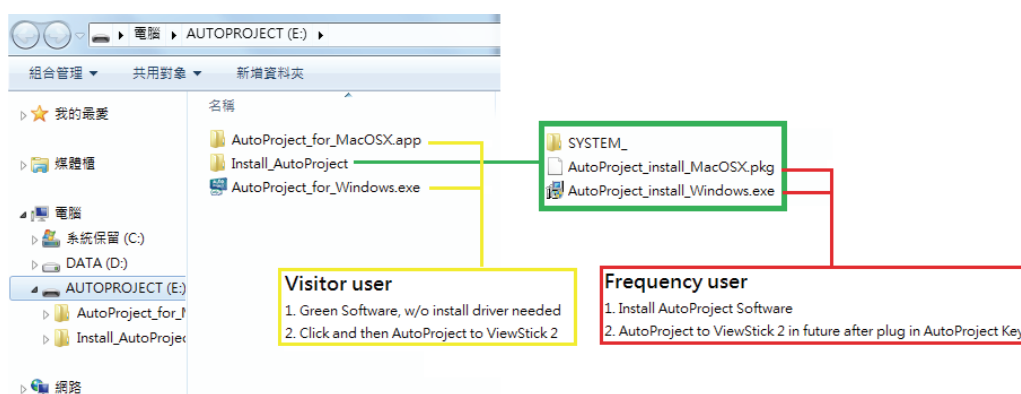 電腦 ▸ AUTOPROJECT (E:) ▸
組合管理 ▼ 共用對象 ▼ 新增資料夾
我的最愛
媒體櫃
電腦
系統保留 (C:)
DATA (D:)
AUTOPROJECT (E:)
AutoProject_for_M
Install_AutoProjec
網路
名稱
AutoProject_for_MacOSX.app
Install_AutoProject
AutoProject_for_Windows.exe
SYSTEM_
AutoProject_install_MacOSX.pkg
AutoProject_install_Windows.exe
Visitor user
1. Green Software, w/o install driver needed
2. Click and then AutoProject to ViewStick 2
Frequency user
1. Install AutoProject Software
2. AutoProject to ViewStick 2 in future after plug in AutoProject Key